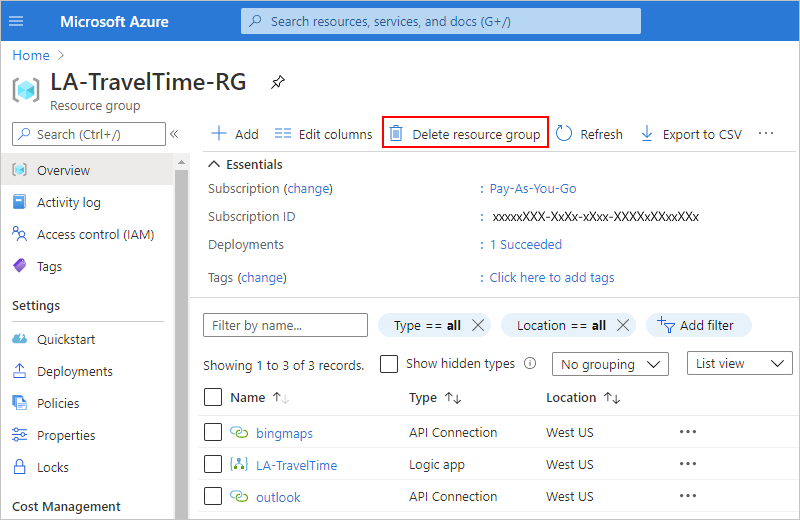 Microsoft Azure
Search resources, services, and docs (G+/)
Home >
LA-TravelTime-RG
Resource group
Search (Ctrl+/) «
Add Edit columns Delete resource group Refresh Export to CSV ...
Overview
Activity log
Access control (IAM)
Tags
Settings
Quickstart
Deployments
Policies
Properties
Locks
Cost Management
Essentials
Subscription (change) : Pay-As-You-Go
Subscription ID : xxxxxXXX-XxXx-xXxx-XXXXxXXxxXXx
Deployments : 1 Succeeded
Tags (change) : Click here to add tags
Filter by name... Type == all Location == all Add filter
Showing 1 to 3 of 3 records. Show hidden types No grouping List view
Name ↑↓ Type ↑↓ Location ↑↓
bingmaps API Connection West US ...
LA-TravelTime Logic app West US ...
outlook API Connection West US ...